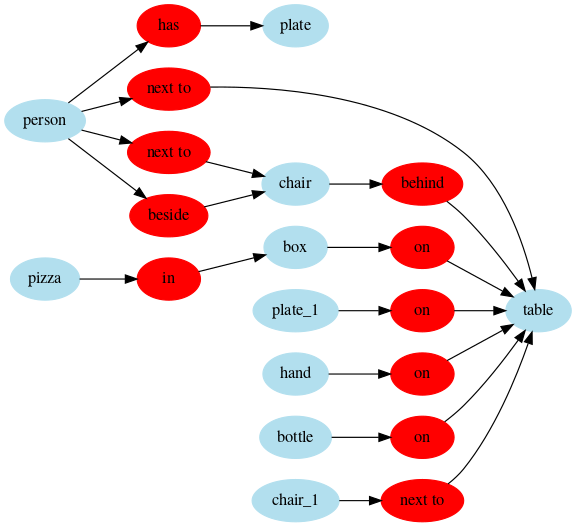 has
plate
next to
person
next to
chair
behind
beside
box
on
pizza
in
plate_1
on
table
hand
on
bottle
on
chair_1
next to